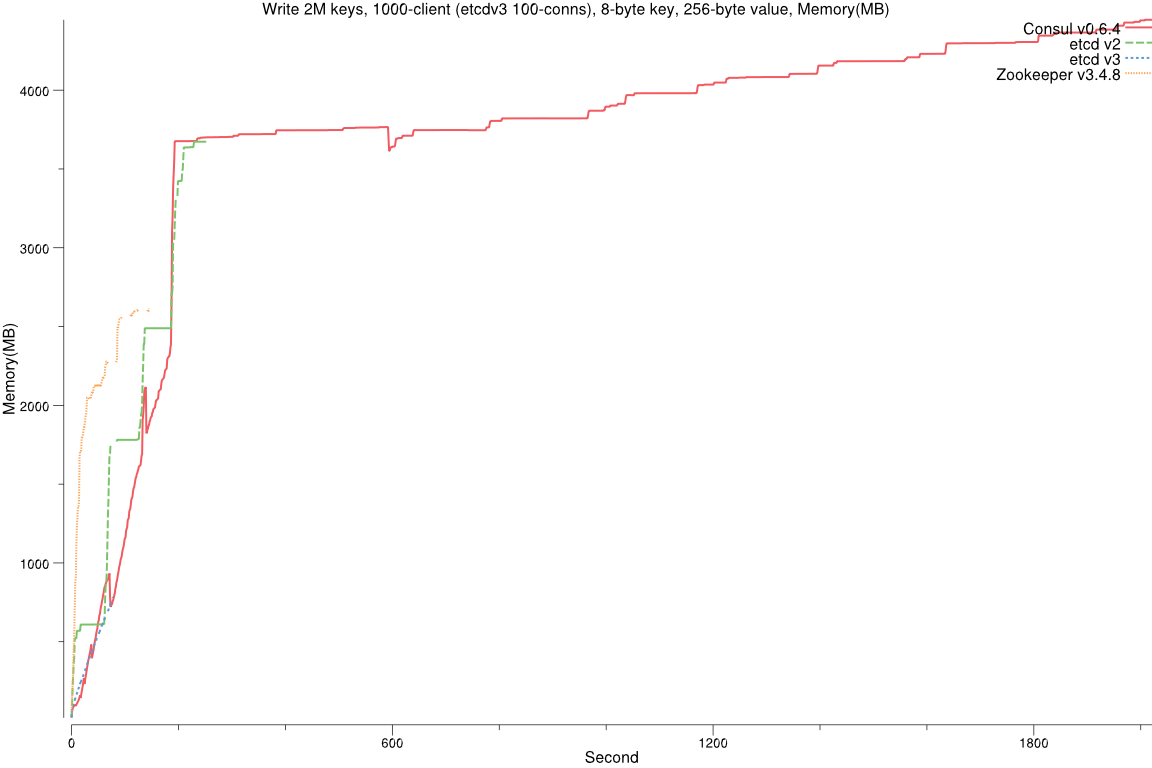 Write 2M keys, 1000-client (etcdv3 100-conns), 8-byte key, 256-byte value, Memory(MB)
Consul v0.6.4
etcd v2
etcd v3
Zookeeper v3.4.8
4000
3000
2000
1000
Memory(MB)
0
600
1200
1800
Second